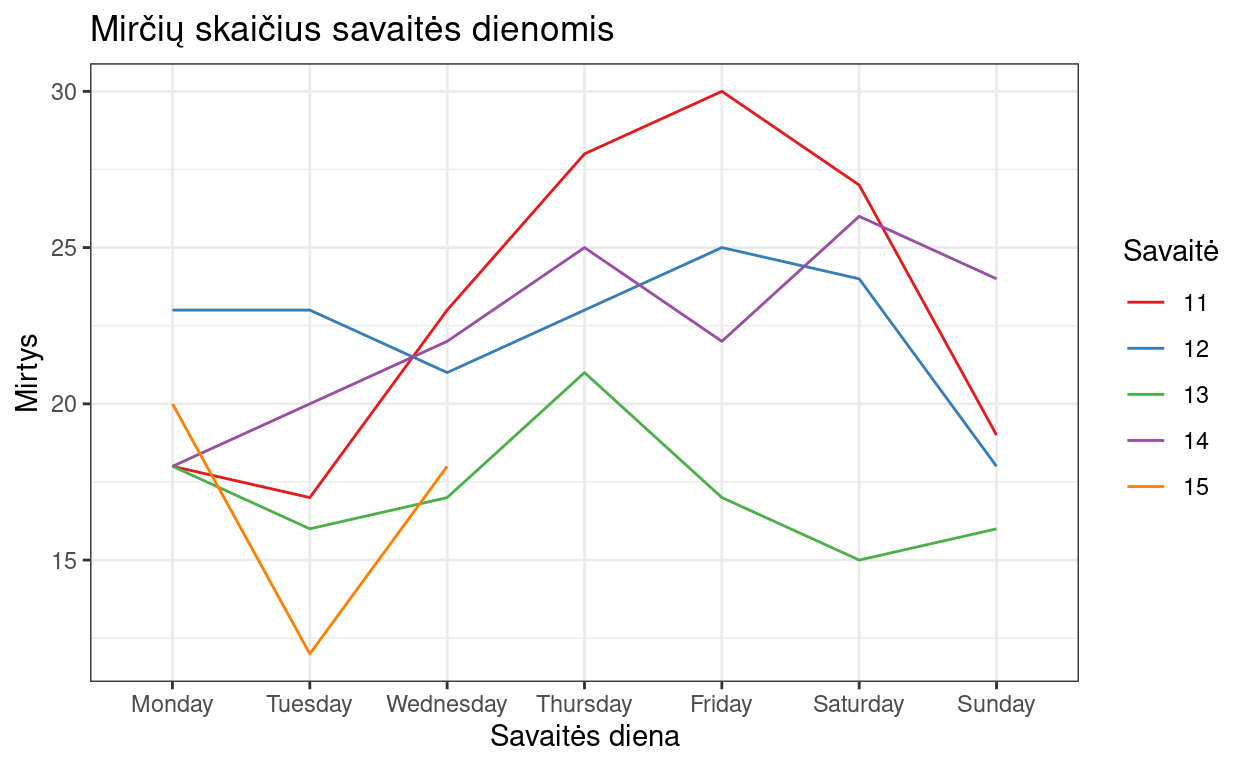 Mirčių skaičius savaitės dienomis
30
25
20
15
Mirtys
Monday Tuesday Wednesday Thursday Friday Saturday Sunday
Savaitės diena
Savaitė
11
12
13
14
15